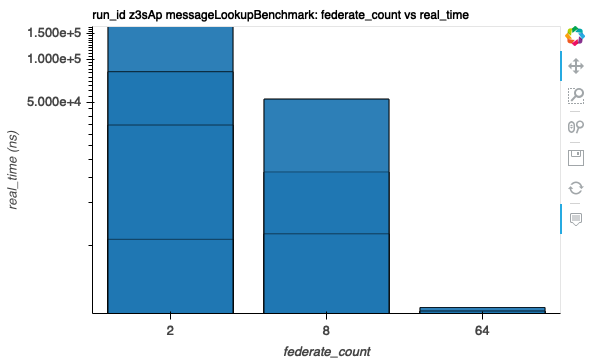 run_id z3sAp messageLookupBenchmark: federate_count vs real_time
1.500e+5
1.000e+5
5.000e+4
real_time (ns)
2
8
64
federate_count